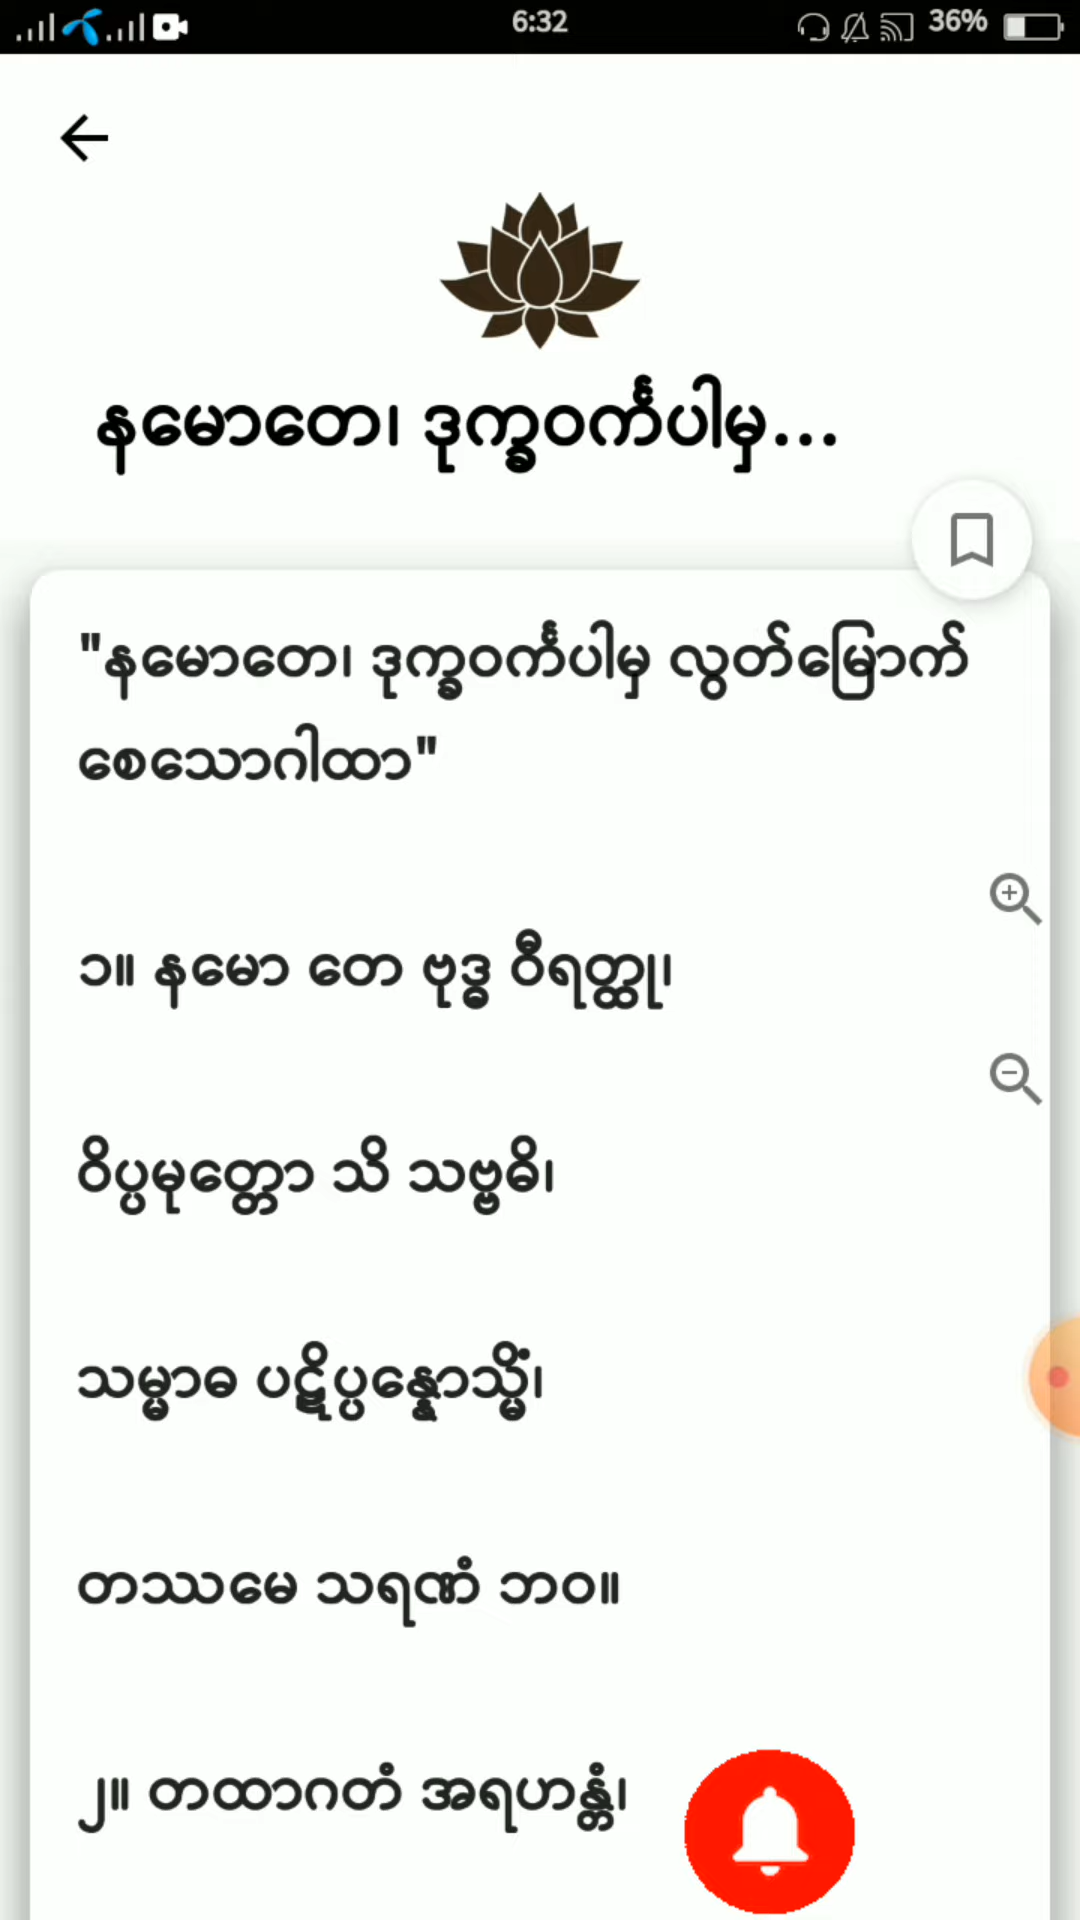 6:32
36%
နမောတေ၊ ဒုက္ခဝင်္ကပါမှ...
"နမောတေ၊ ဒုက္ခဝင်္ကပါမှ လွတ်မြောက်
စေသောဂါထာ"
၁။ နမော တေ ဗုဒ္ဓ ဝီရတ္ထု၊
ဝိပ္ပမုတ္တော သိ သဗ္ဗဓိ၊
သမ္မာဓ ပဋိပ္ပန္နောသ္မိံ၊
တဿမေ သရဏံ ဘဝ။
၂။ တထာဂတံ အရဟန္တံ၊